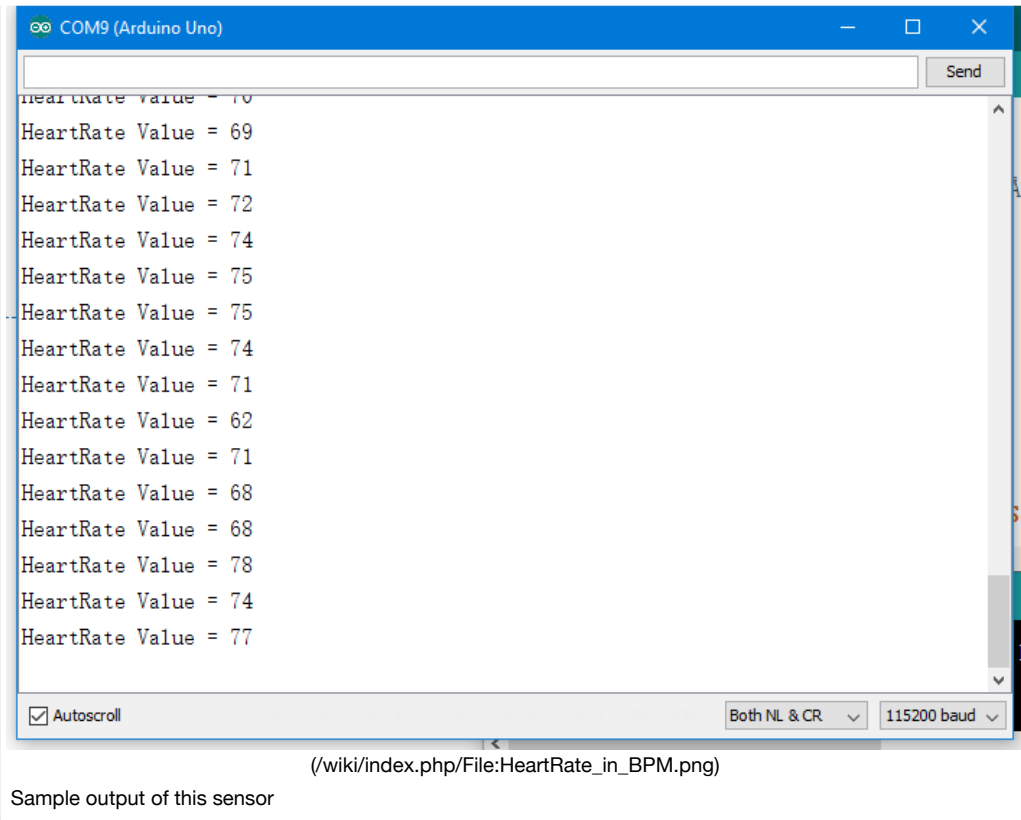 COM9 (Arduino Uno)
Send
HeartRate Value = 70
HeartRate Value = 69
HeartRate Value = 71
HeartRate Value = 72
HeartRate Value = 74
HeartRate Value = 75
HeartRate Value = 75
HeartRate Value = 74
HeartRate Value = 71
HeartRate Value = 62
HeartRate Value = 71
HeartRate Value = 68
HeartRate Value = 68
HeartRate Value = 78
HeartRate Value = 74
HeartRate Value = 77
Autoscroll
Both NL & CR
115200 baud
(/wiki/index.php/File:HeartRate_in_BPM.png)
Sample output of this sensor